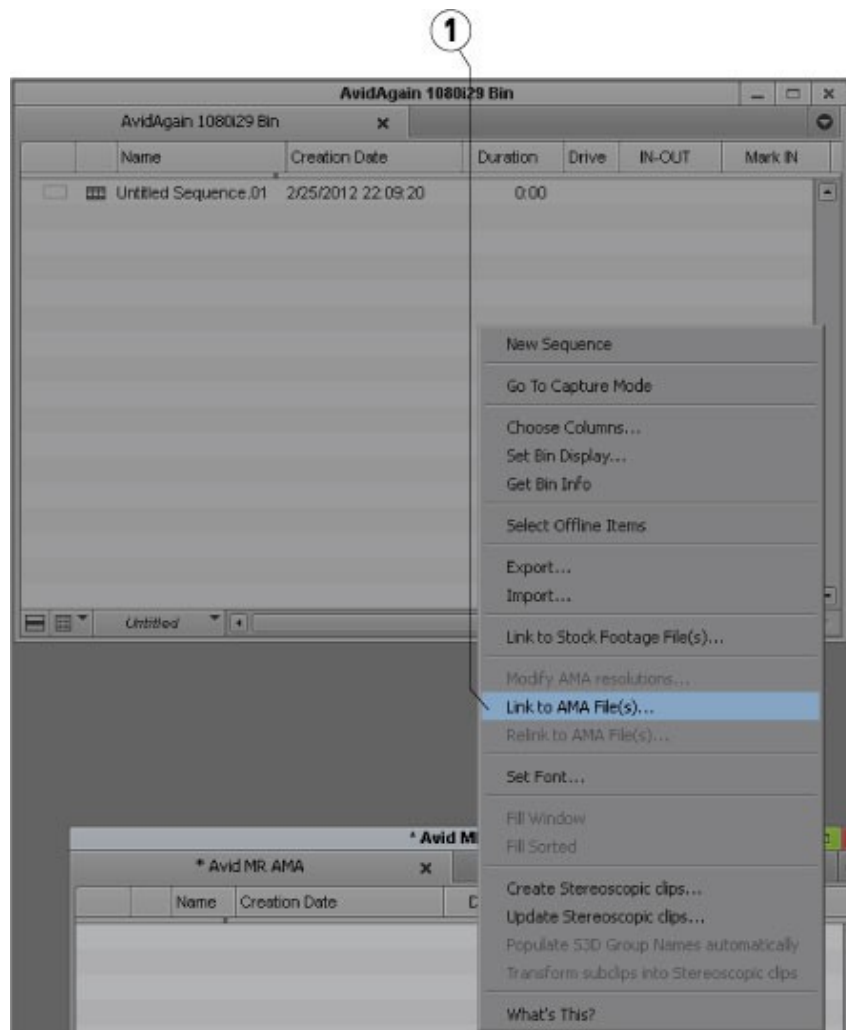 1
AvidAgain 1080i29 Bin
AvidAgain 1080i29 Bin
Name Creation Date Duration Drive IN-OUT Mark IN
Untitled Sequence.01 2/25/2012 22:09:20 0:00
New Sequence
Go To Capture Mode
Choose Columns...
Set Bin Display...
Get Bin Info
Select Offline Items
Export...
Import...
Untitled
Link to Stock Footage File(s)...
Modify AMA resolutions...
Link to AMA File(s)...
Relink to AMA File(s)...
Set Font...
Fill Window
* Avid M
Fill Sorted
* Avid MR AMA
Name Creation Date D
Create Stereoscopic clips...
Update Stereoscopic clips...
Populate S3D Group Names automatically
Transform subclips into Stereoscopic clips
What's This?